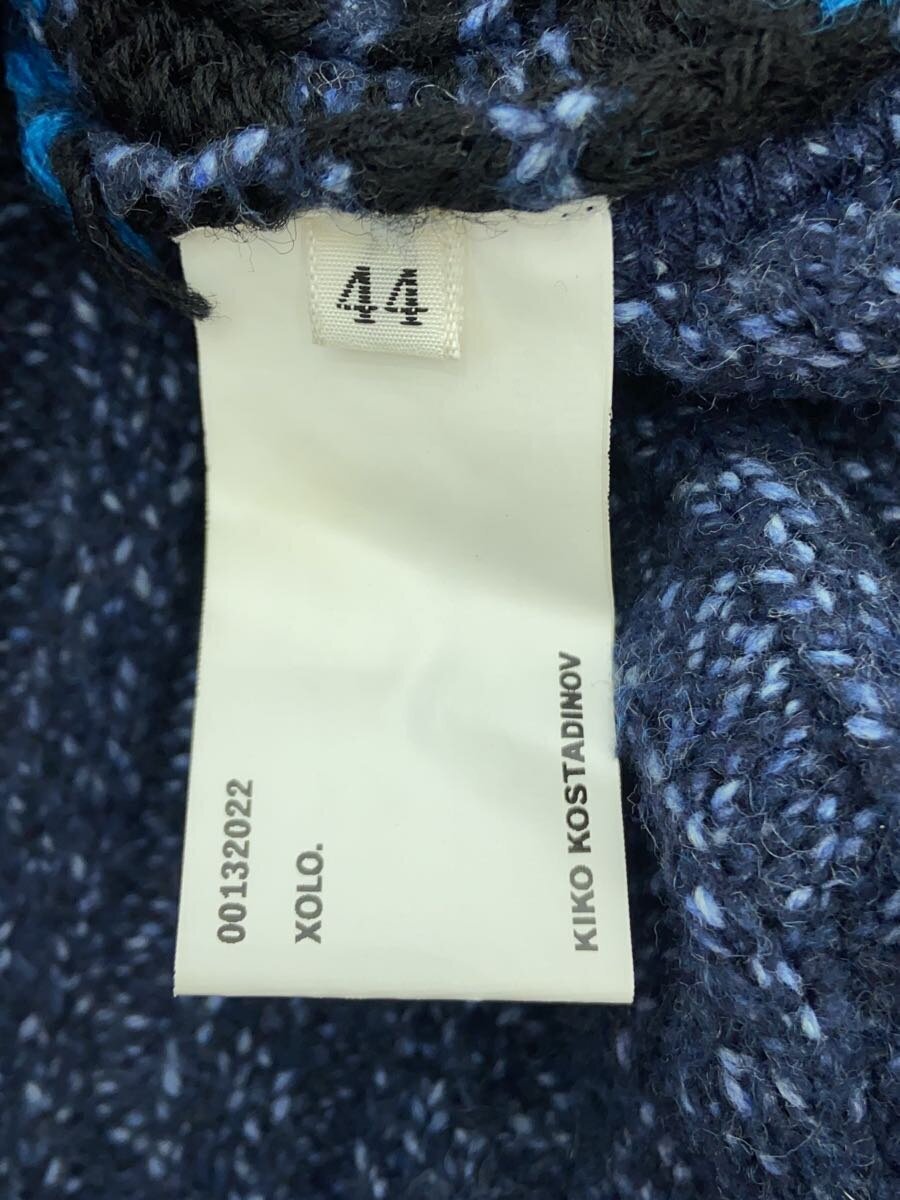 44
00132022
XOLO.
KIKO KOSTADINOV